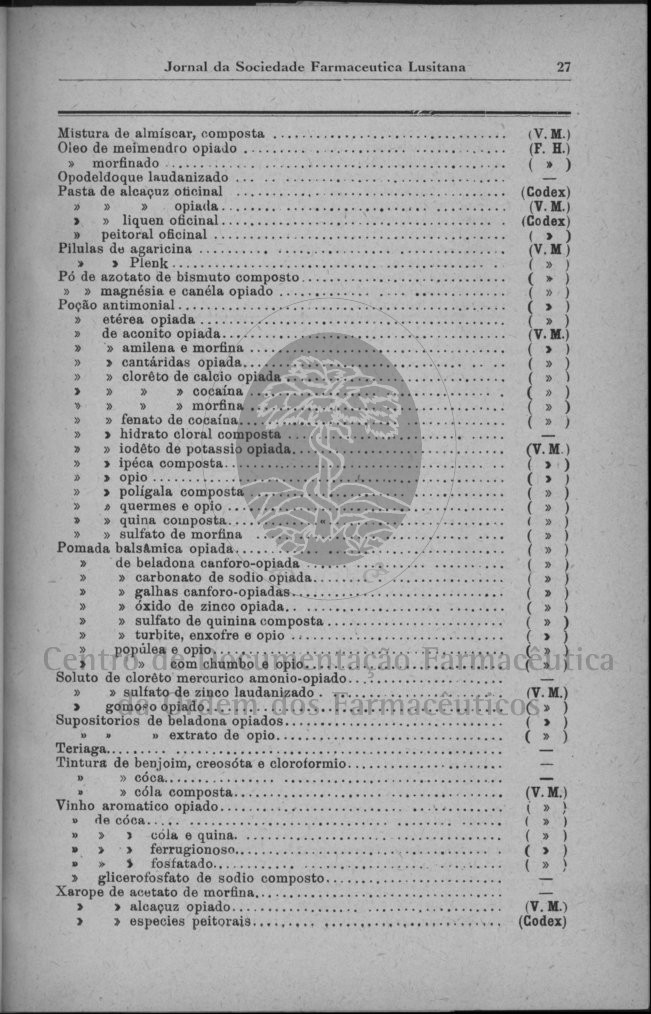 Jornal da Sociedade Farmaceutica Lusitana 27
Mistura de almíscar, composta ........ (V. M.)
Oleo de meimendro opiado ........ (F. H.)
» morfinado ........ ( » )
Opodeldoque laudanizado ........ —
Pasta de alcaçuz oficinal ........ (Codex)
» » » opiada ........ (V. M.)
» » liquen oficinal ........ (Codex)
» peitoral oficinal ........ ( » )
Pilulas de agaricina ........ (V. M )
» » Plenk ........ ( » )
Pó de azotato de bismuto composto ........ ( » )
» » magnésia e canéla opiado ........ ( » )
Poção antimonial ........ ( » )
» etérea opiada ........ ( » )
» de aconito opiada ........ (V. M.)
» » amilena e morfina ........ ( » )
» » cantáridas opiada ........ ( » )
» » clorêto de calcio opiada ........ ( » )
» » » » cocaína ........ ( » )
» » » » morfina ........ ( » )
» » fenato de cocaína ........ ( » )
» » hidrato cloral composta ........ —
» » iodêto de potassio opiada ........ (V. M.)
» » ipéca composta ........ ( » )
» » opio ........ ( » )
» » polígala composta ........ ( » )
» » quermes e opio ........ ( » )
» » quina composta ........ ( » )
» » sulfato de morfina ........ ( » )
Pomada balsâmica opiada ........ ( » )
» de beladona canforo-opiada ........ ( » )
» » carbonato de sodio opiada ........ ( » )
» » galhas canforo-opiadas ........ ( » )
» » óxido de zinco opiada ........ ( » )
» » sulfato de quinina composta ........ ( » )
» » turbite, enxofre e opio ........ ( » )
» popúlea e opio ........ ( » )
Centro de Documentação Farmacêutica
» » com chumbo e opio ........ ( » )
Soluto de clorêto mercurico amonio-opiado ........ —
» » sulfato de zinco laudanizado ........ (V. M.)
da Ordem dos Farmacêuticos
» gomoso opiado ........ ( » )
Supositorios de beladona opiados ........ ( » )
» » » extrato de opio ........ ( » )
Teriaga ........ —
Tintura de benjoim, creosóta e cloroformio ........ —
» » cóca ........ —
» » cóla composta ........ (V. M.)
Vinho aromatico opiado ........ ( » )
» de cóca ........ ( » )
» » » cóla e quina ........ ( » )
» » » ferrugionoso ........ ( » )
» » » fosfatado ........ ( » )
» glicerofosfato de sodio composto ........ —
Xarope de acetato de morfina ........ —
» » alcaçuz opiado ........ (V. M.)
» » especies peitorais ........ (Codex)